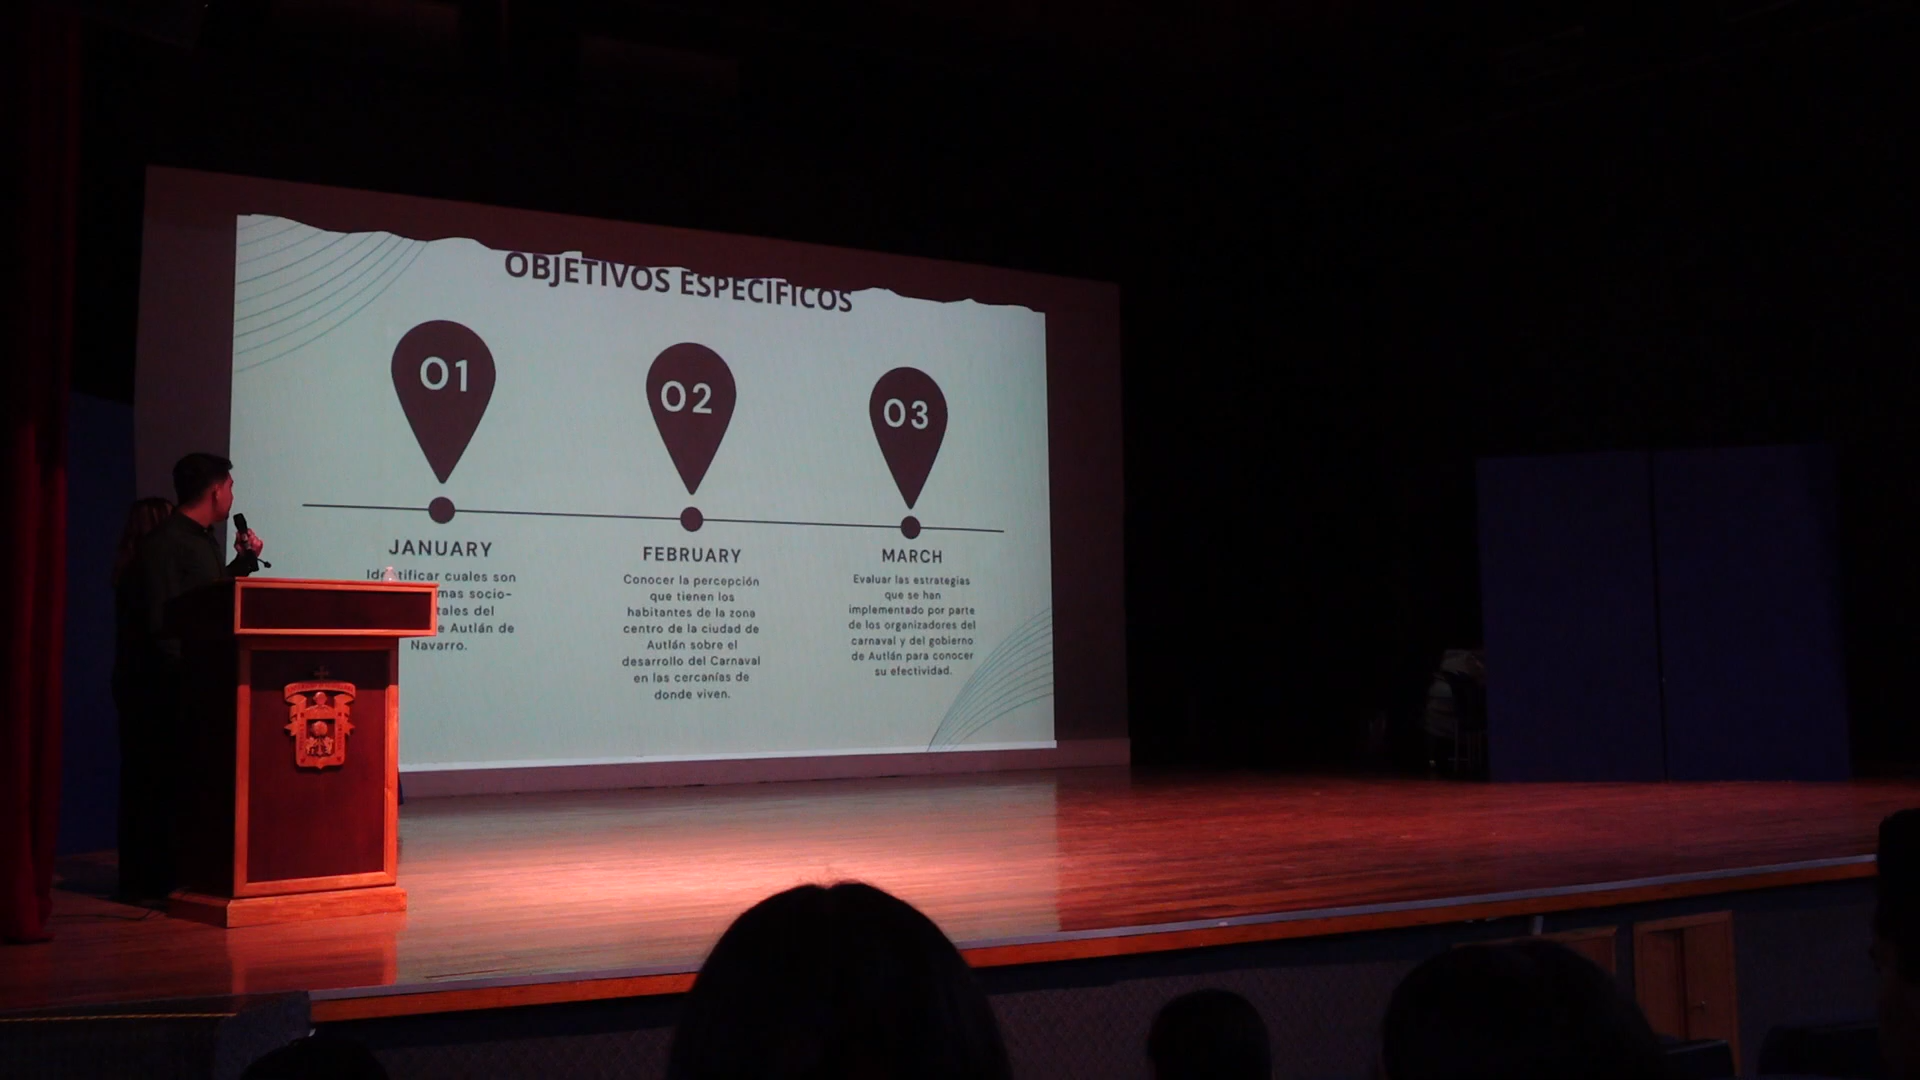 OBJETIVOS ESPECÍFICOS
01
02
03
JANUARY
cuales son
socio-
del
Autlán de
Navarro.
FEBRUARY
Conocer la percepción
que tienen los
habitantes de la zona
centro de la ciudad de
Autlán sobre el
desarrollo del Carnaval
en las cercanías de
donde viven.
MARCH
Evaluar las estrategias
que se han
implementado por parte
de los organizadores del
carnaval y del gobierno
de Autlán para conocer
su efectividad.